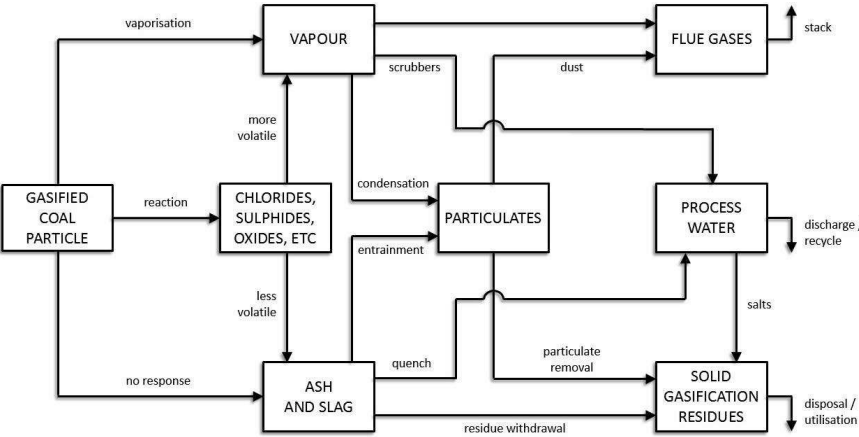 vaporisation
VAPOUR
FLUE GASES
stack
scrubbers
dust
more
volatile
condensation
GASIFIED
COAL
PARTICLE
reaction
CHLORIDES,
SULPHIDES,
OXIDES, ETC
PARTICULATES
PROCESS
WATER
discharge /
recycle
entrainment
less
volatile
salts
no response
ASH
AND SLAG
quench
particulate
removal
SOLID
GASIFICATION
RESIDUES
disposal /
utilisation
residue withdrawal